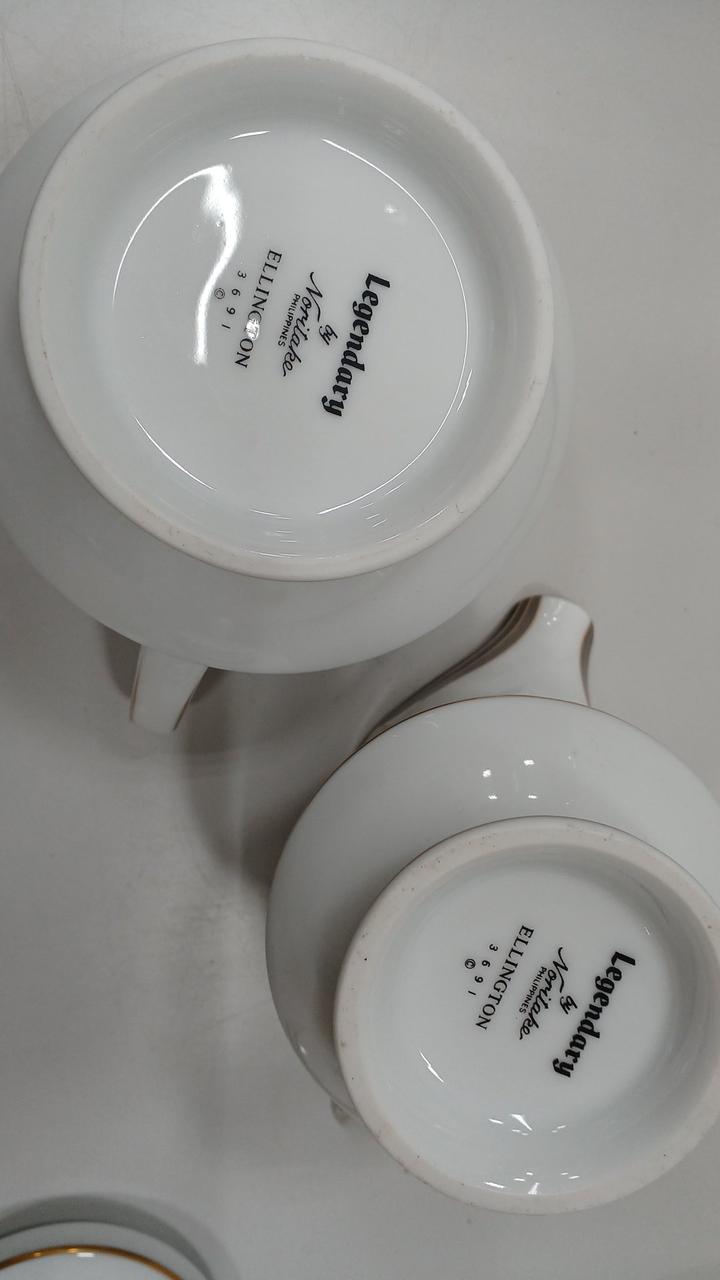 Legendary
by
Noritake
PHILIPPINES
ELLINGTON
3691
©
Legendary
by
Noritake
PHILIPPINES
ELLINGTON
3691
©